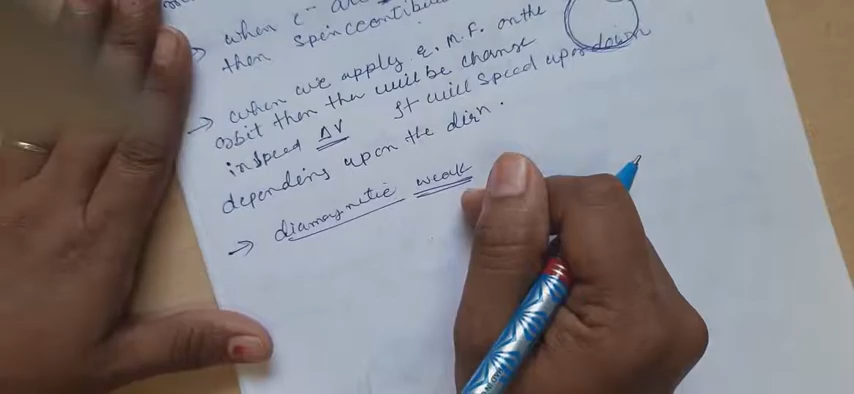 → when e⁻ are
then spin contribu
→ when we apply E. M. F. on the
orbit then ther will be change
in speed ΔV It will speed up or down
depending upon the dirn.
→ diamagnetic weak